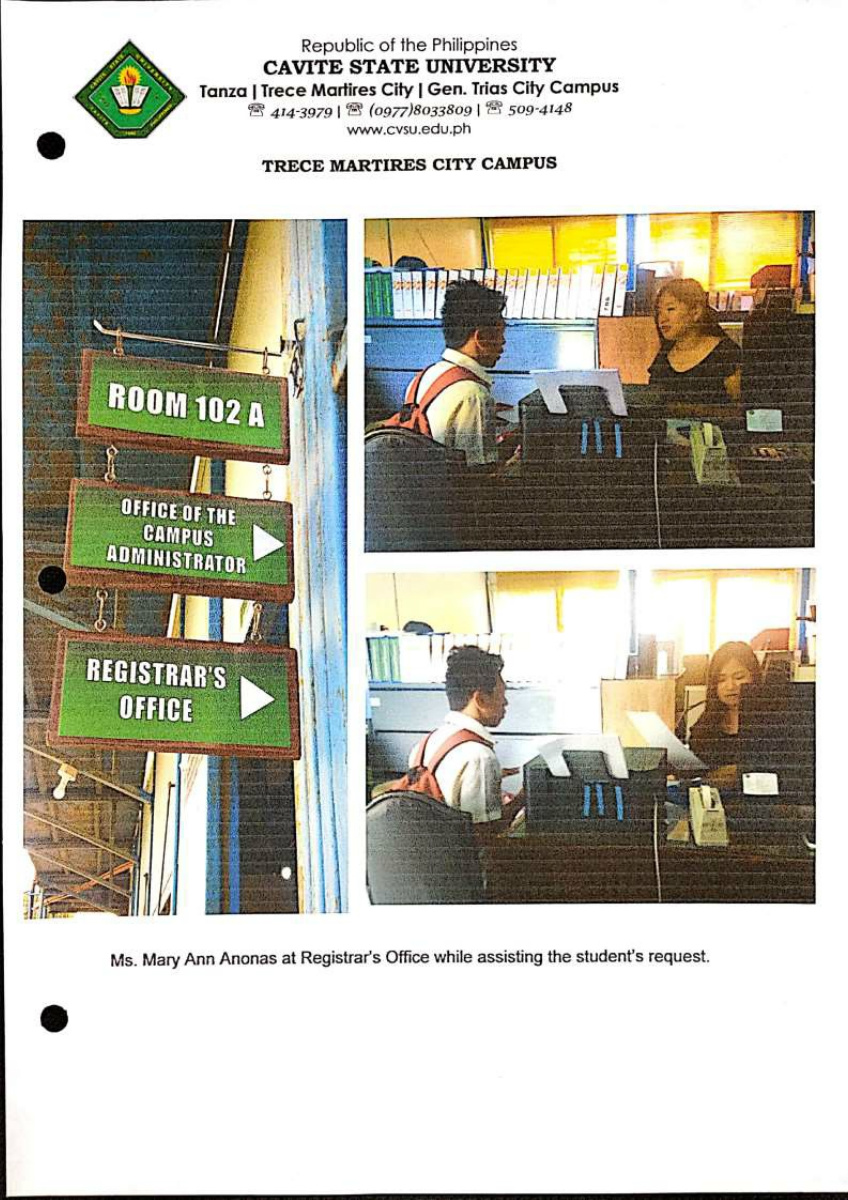 Republic of the Philippines
CAVITE STATE UNIVERSITY
Tanza | Trece Martires City | Gen. Trias City Campus
☏ 414-3979 | ☏ (0977)8033809 | ☏ 509-4148
www.cvsu.edu.ph
TRECE MARTIRES CITY CAMPUS
ROOM 102 A
OFFICE OF THE
CAMPUS
ADMINISTRATOR
REGISTRAR'S
OFFICE
Ms. Mary Ann Anonas at Registrar's Office while assisting the student's request.